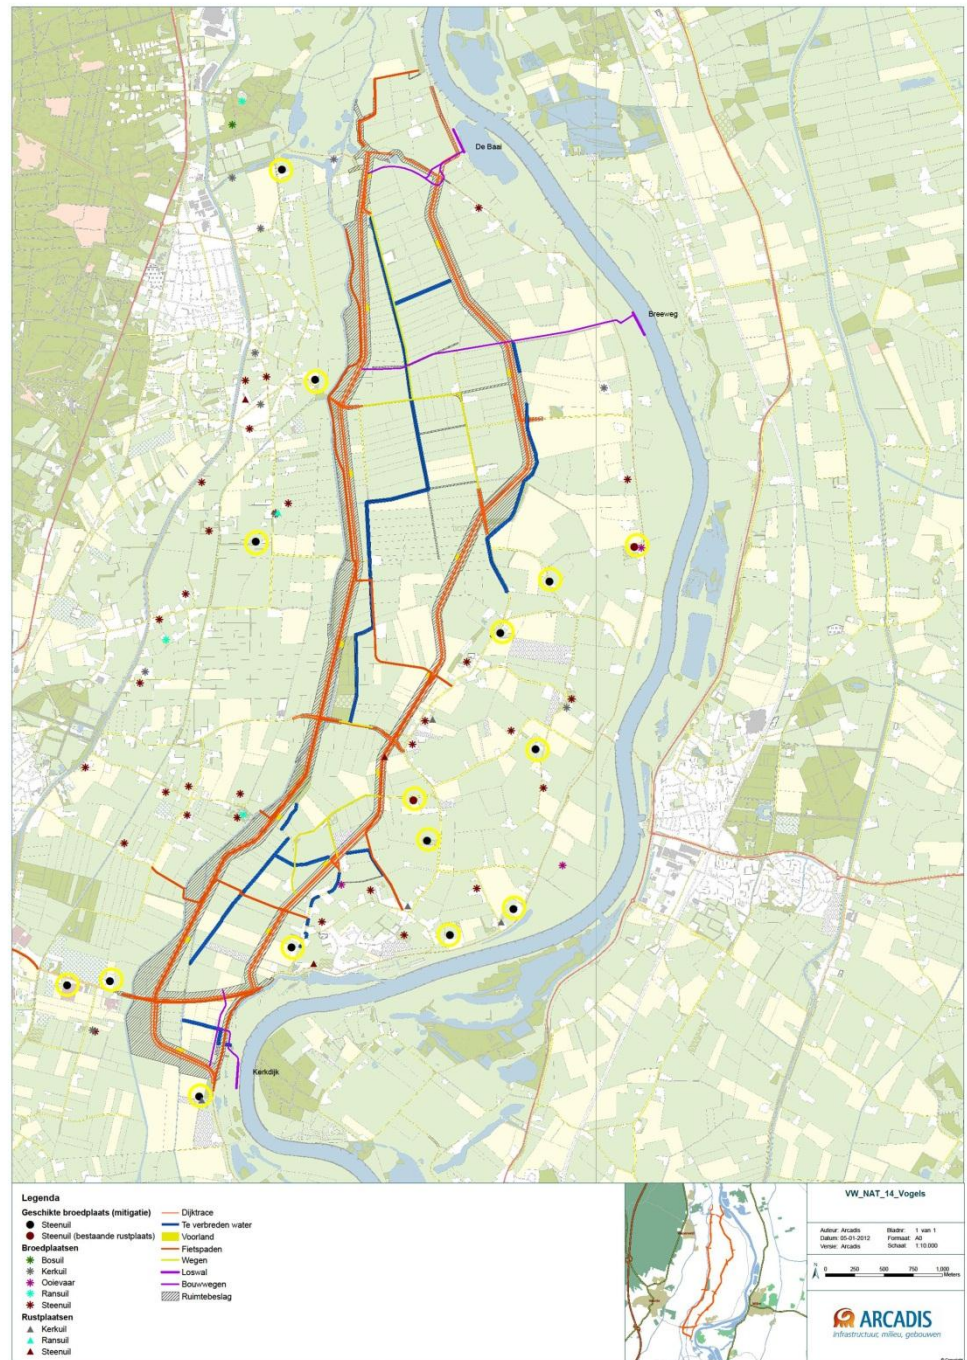 De Baai
Breeweg
Kerkdijk
Legenda
Geschikte broedplaats (mitigatie)
Steenuil
Steenuil (bestaande rustplaats)
Broedplaatsen
Bosuil
Kerkuil
Ooievaar
Ransuil
Steenuil
Rustplaatsen
Kerkuil
Ransuil
Steenuil
Dijktrace
Te verbreden water
Voorland
Fietspaden
Wegen
Loswal
Bouwwegen
Ruimtebeslag
VW_NAT_14_Vogels
Auteur: Arcadis Bladnr: 1 van 1
Datum: 05-01-2012 Formaat: A0
Versie: Arcadis Schaal: 1:10.000
N
0 250 500 750 1,000
Meters
ARCADIS
Infrastructuur, milieu, gebouwen